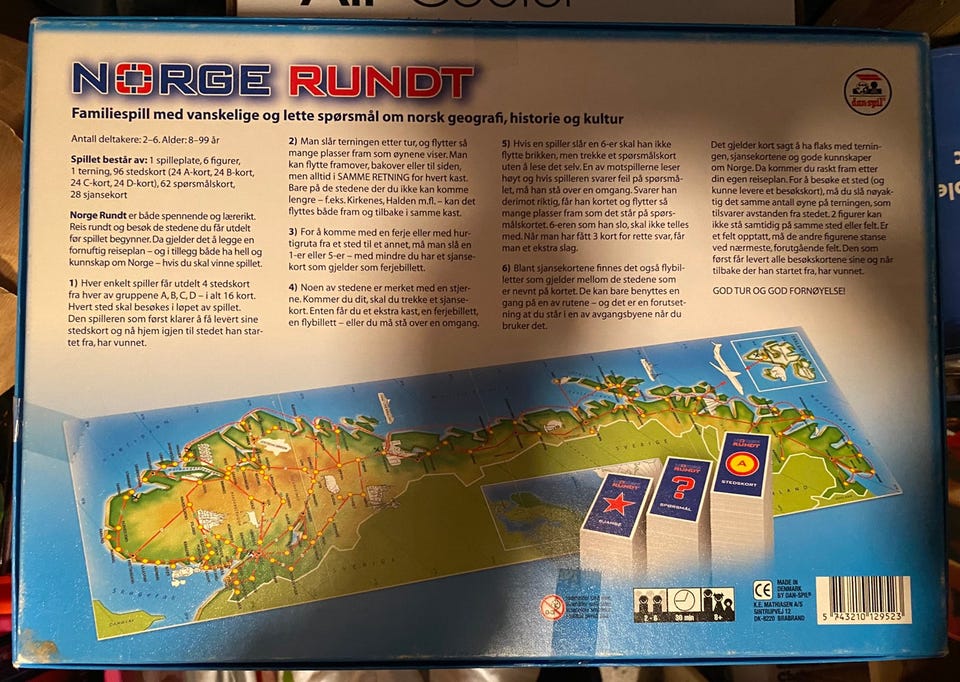 Air Cooler
NORGE RUNDT
Familiespill med vanskelige og lette spørsmål om norsk geografi, historie og kultur
dan-spil
Antall deltakere: 2–6. Alder: 8–99 år
Spillet består av: 1 spilleplate, 6 figurer,
1 terning, 96 stedskort (24 A-kort, 24 B-kort,
24 C-kort, 24 D-kort), 62 spørsmålskort,
28 sjansekort
Norge Rundt er både spennende og lærerikt.
Reis rundt og besøk de stedene du får utdelt
før spillet begynner. Da gjelder det å legge en
fornuftig reiseplan – og i tillegg både ha hell og
kunnskap om Norge – hvis du skal vinne spillet.
1) Hver enkelt spiller får utdelt 4 stedskort
fra hver av gruppene A, B, C, D – i alt 16 kort.
Hvert sted skal besøkes i løpet av spillet.
Den spilleren som først klarer å få levert sine
stedskort og nå hjem igjen til stedet han star-
tet fra, har vunnet.
2) Man slår terningen etter tur, og flytter så
mange plasser fram som øynene viser. Man
kan flytte framover, bakover eller til siden,
men alltid i SAMME RETNING for hvert kast.
Bare på de stedene der du ikke kan komme
lengre – f.eks. Kirkenes, Halden m.fl. – kan det
flyttes både fram og tilbake i samme kast.
3) For å komme med en ferje eller med hur-
tigruta fra et sted til et annet, må man slå en
1-er eller 5-er – med mindre du har et sjanse-
kort som gjelder som ferjebillett.
4) Noen av stedene er merket med en stjer-
ne. Kommer du dit, skal du trekke et sjanse-
kort. Enten får du et ekstra kast, en ferjebillett,
en flybillett – eller du må stå over en omgang.
5) Hvis en spiller slår en 6-er skal han ikke
flytte brikken, men trekke et spørsmålskort
uten å lese det selv. En av motspillerne leser
høyt og hvis spilleren svarer feil på spørsmå-
let, må han stå over en omgang. Svarer han
derimot riktig, får han kortet og flytter så
mange plasser fram som det står på spørs-
målskortet. 6-eren som han slo, skal ikke telles
med. Når man har fått 3 kort for rette svar, får
man et ekstra slag.
6) Blant sjansekortene finnes det også flybil-
letter som gjelder mellom de stedene som
er nevnt på kortet. De kan bare benyttes en
gang på en av rutene – og det er en forutset-
ning at du står i en av avgangsbyene når du
bruker det.
Det gjelder kort sagt å ha flaks med ternin-
gen, sjansekortene og gode kunnskaper
om Norge. Da kommer du raskt fram etter
din egen reiseplan. For å besøke et sted (og
kunne levere et besøkskort), må du slå nøyak-
tig det samme antall øyne på terningen, som
tilsvarer avstanden fra stedet. 2 figurer kan
ikke stå samtidig på samme sted eller felt. Er
et felt opptatt, må de andre figurene stanse
ved nærmeste, forutgående felt. Den som
først får levert alle besøkskortene sine og når
tilbake der han startet fra, har vunnet.
GOD TUR OG GOD FORNØYELSE!
SVERIGE
SVERIGE
Skagerak
DANMARK
NORGE
RUNDT
SJANSE
NORGE
RUNDT
?
SPØRSMÅL
NORGE
RUNDT
A
STEDSKORT
2 - 6
90 min
8+
CE
MADE IN
DENMARK
BY DAN-SPIL®
K.E. MATHIASEN A/S
SINTRUPVEJ 12
DK-8220 BRABRAND
5 743210 129523